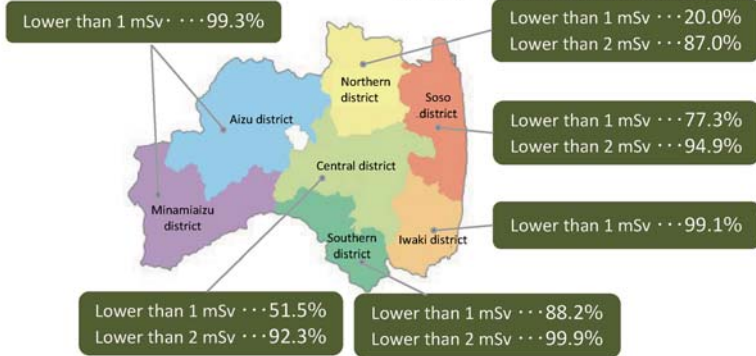 Lower than 1 mSv・・・99.3%
Lower than 1 mSv ・・・20.0%
Lower than 2 mSv ・・・87.0%
Northern
district
Soso
district
Aizu district
Lower than 1 mSv ・・・77.3%
Lower than 2 mSv ・・・94.9%
Central district
Minamiaizu
district
Southern
district
Iwaki district
Lower than 1 mSv ・・・99.1%
Lower than 1 mSv ・・・51.5%
Lower than 2 mSv ・・・92.3%
Lower than 1 mSv ・・・88.2%
Lower than 2 mSv ・・・99.9%